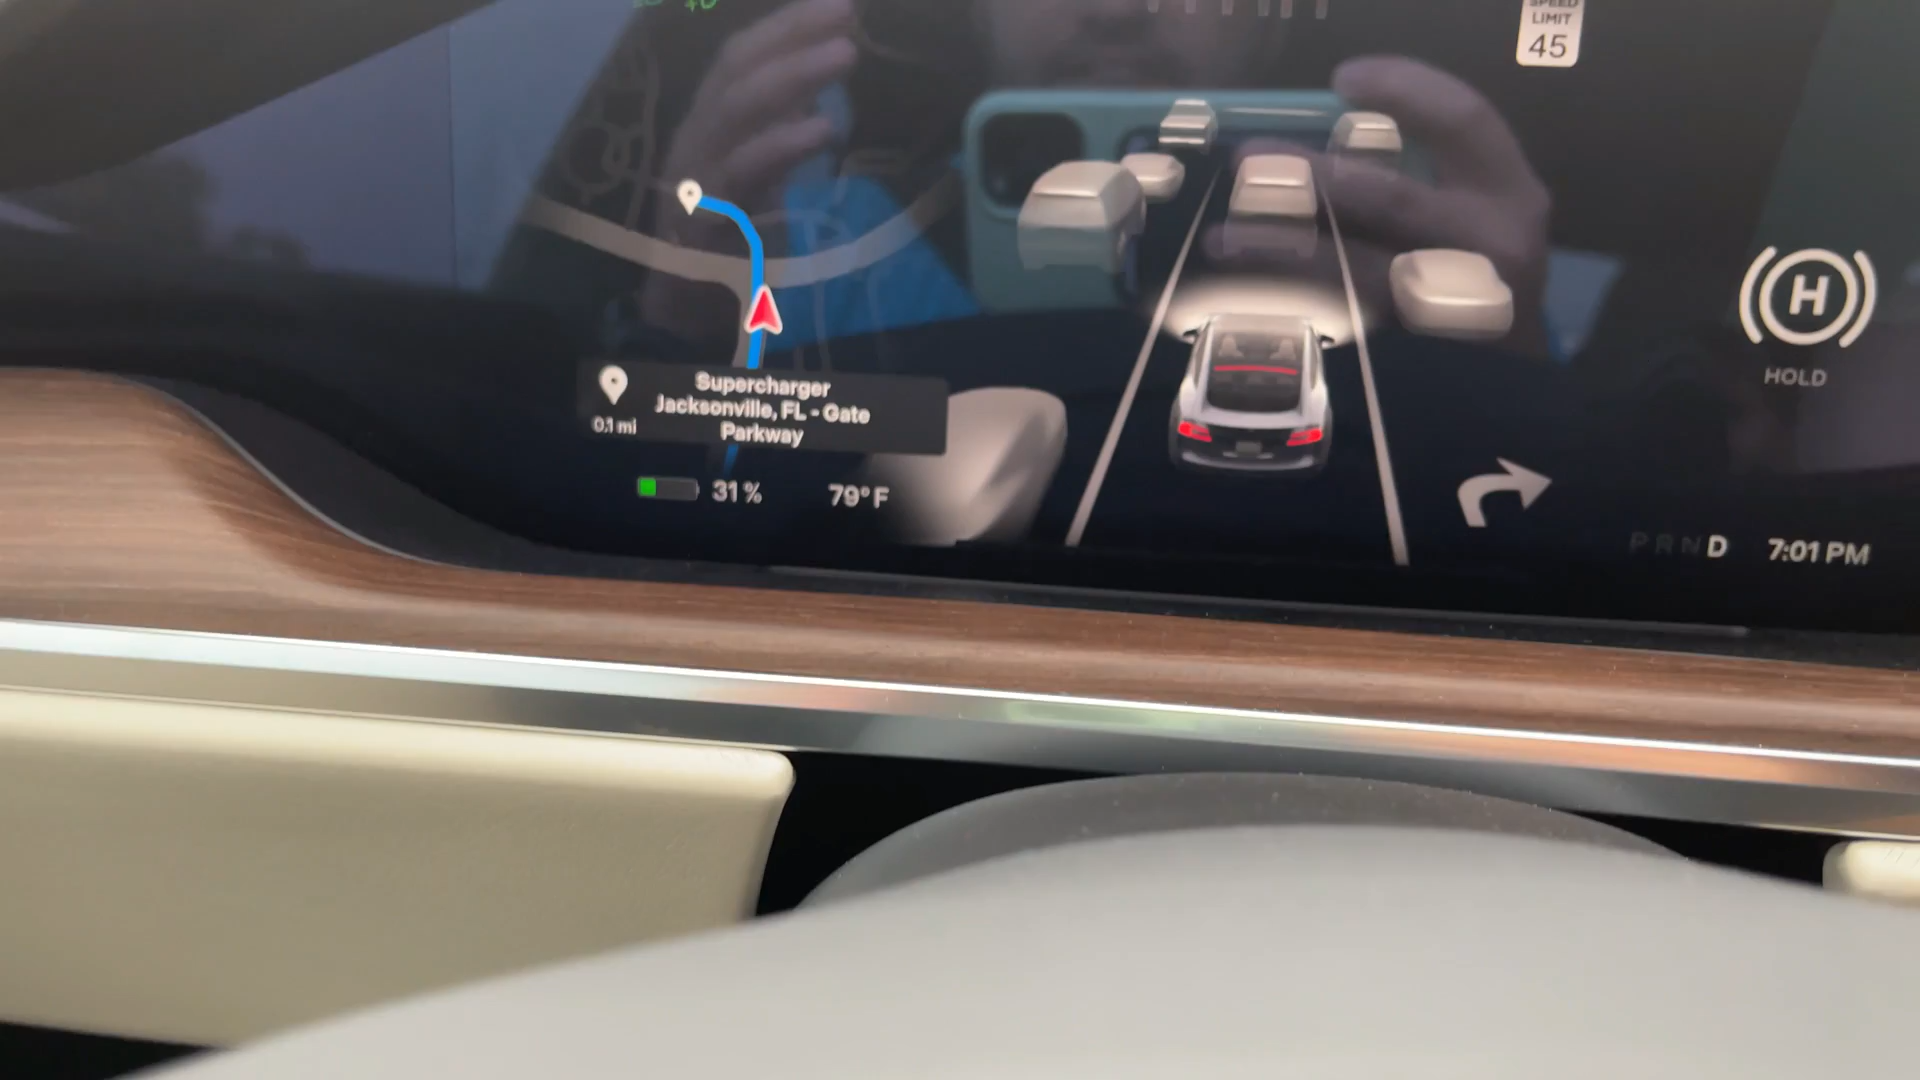 SPEED
LIMIT
45
H
HOLD
Supercharger
Jacksonville, FL - Gate
Parkway
0.1 mi
31 %
79° F
P R N D
7:01 PM